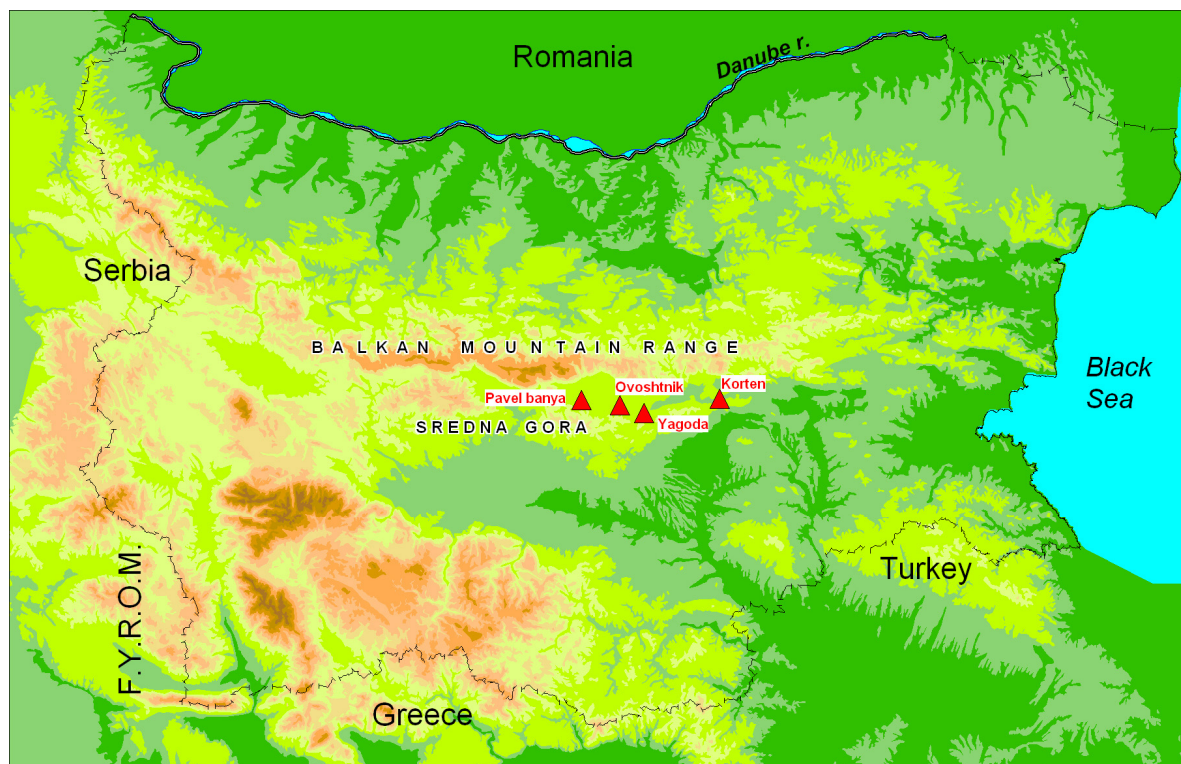 Romania
Danube r.
Serbia
BALKAN MOUNTAIN RANGE
Black
Sea
Ovoshtnik
Korten
Pavel banya
Yagoda
SREDNA GORA
F.Y.R.O.M.
Turkey
Greece